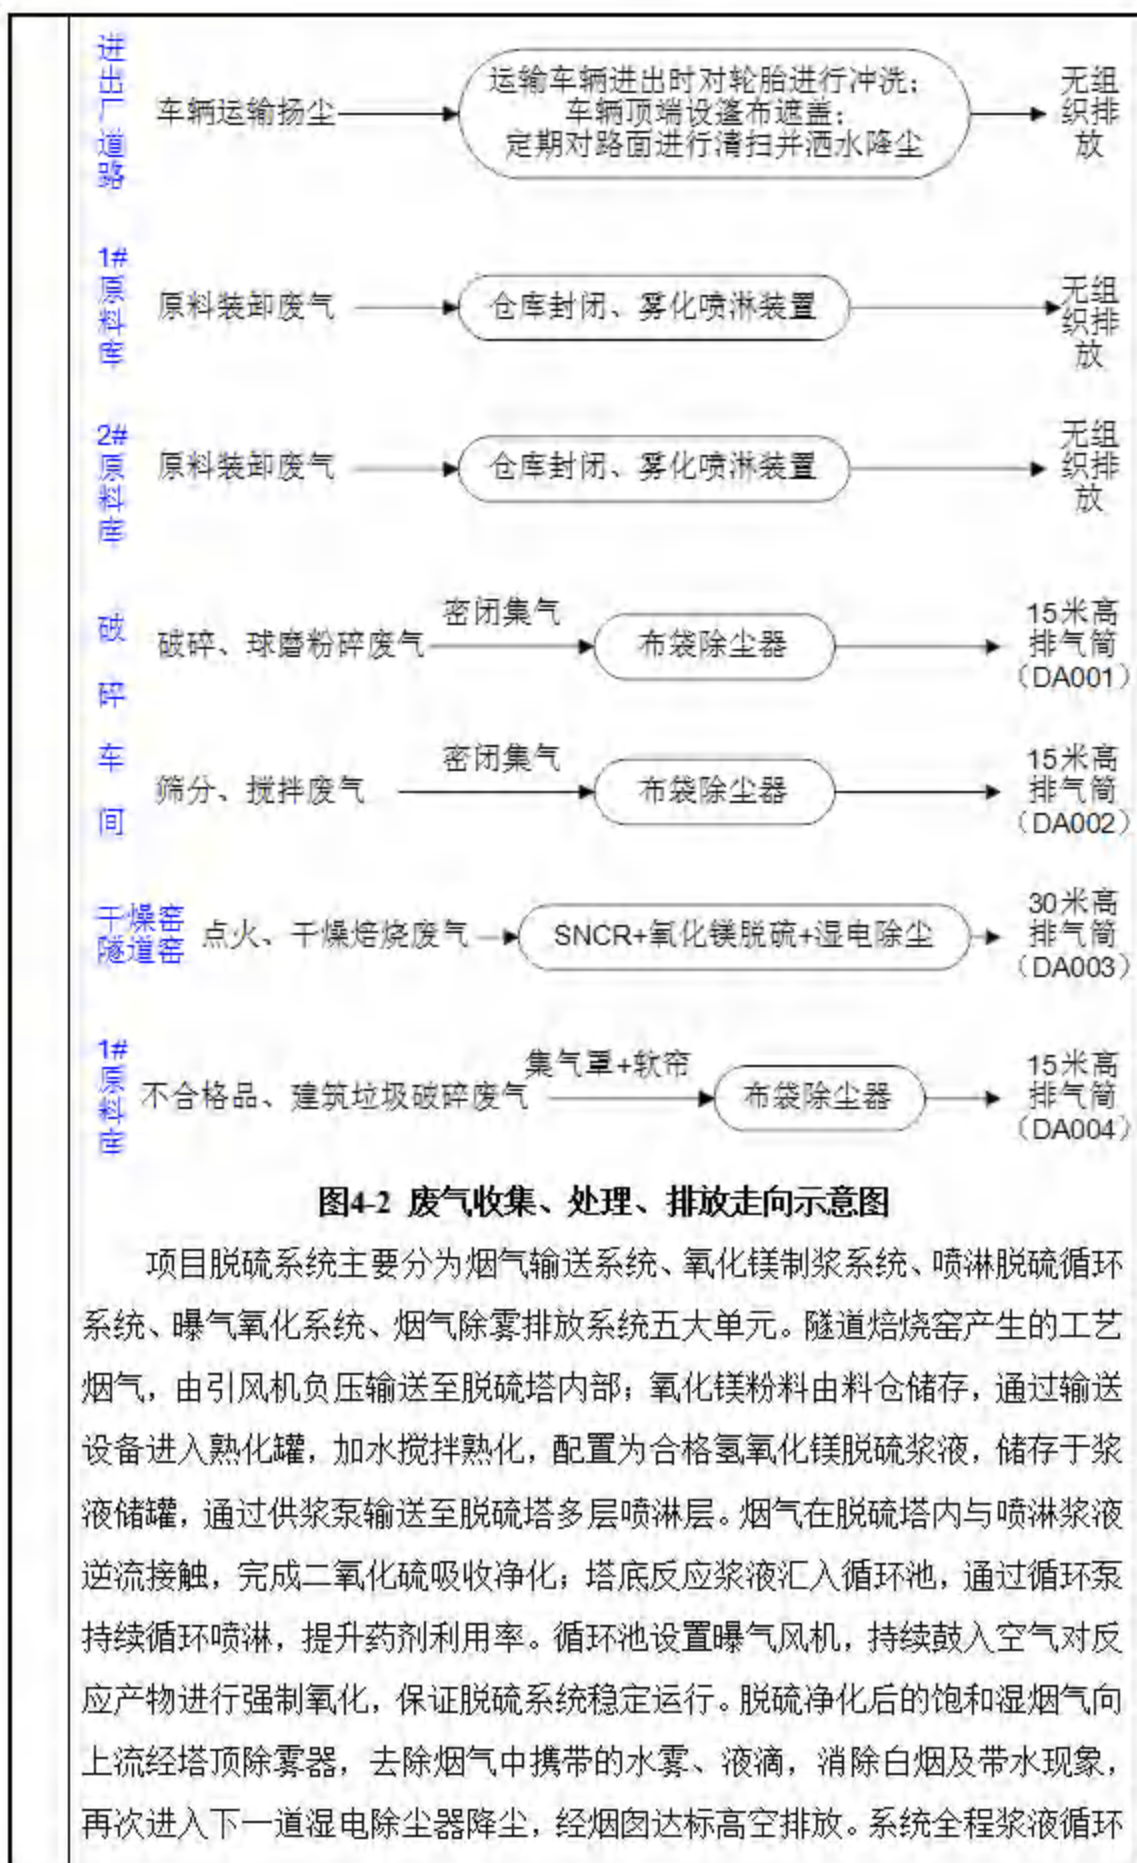 进出厂道路
车辆运输扬尘
运输车辆进出时对轮胎进行冲洗；
车辆顶端设篷布遮盖；
定期对路面进行清扫并洒水降尘
无组
织排
放
1#
原料库
原料装卸废气
仓库封闭、雾化喷淋装置
无组
织排
放
2#
原料库
原料装卸废气
仓库封闭、雾化喷淋装置
无组
织排
放
破碎车间
破碎、球磨粉碎废气
密闭集气
布袋除尘器
15米高
排气筒
（DA001）
筛分、搅拌废气
密闭集气
布袋除尘器
15米高
排气筒
（DA002）
干燥窑
隧道窑
点火、干燥焙烧废气
SNCR+氧化镁脱硫+湿电除尘
30米高
排气筒
（DA003）
1#
原料库
不合格品、建筑垃圾破碎废气
集气罩+软帘
布袋除尘器
15米高
排气筒
（DA004）
图4-2 废气收集、处理、排放走向示意图
项目脱硫系统主要分为烟气输送系统、氧化镁制浆系统、喷淋脱硫循环
系统、曝气氧化系统、烟气除雾排放系统五大单元。隧道焙烧窑产生的工艺
烟气，由引风机负压输送至脱硫塔内部；氧化镁粉料由料仓储存，通过输送
设备进入熟化罐，加水搅拌熟化，配置为合格氢氧化镁脱硫浆液，储存于浆
液储罐，通过供浆泵输送至脱硫塔多层喷淋层。烟气在脱硫塔内与喷淋浆液
逆流接触，完成二氧化硫吸收净化；塔底反应浆液汇入循环池，通过循环泵
持续循环喷淋，提升药剂利用率。循环池设置曝气风机，持续鼓入空气对反
应产物进行强制氧化，保证脱硫系统稳定运行。脱硫净化后的饱和湿烟气向
上流经塔顶除雾器，去除烟气中携带的水雾、液滴，消除白烟及带水现象，
再次进入下一道湿电除尘器降尘，经烟囱达标高空排放。系统全程浆液循环